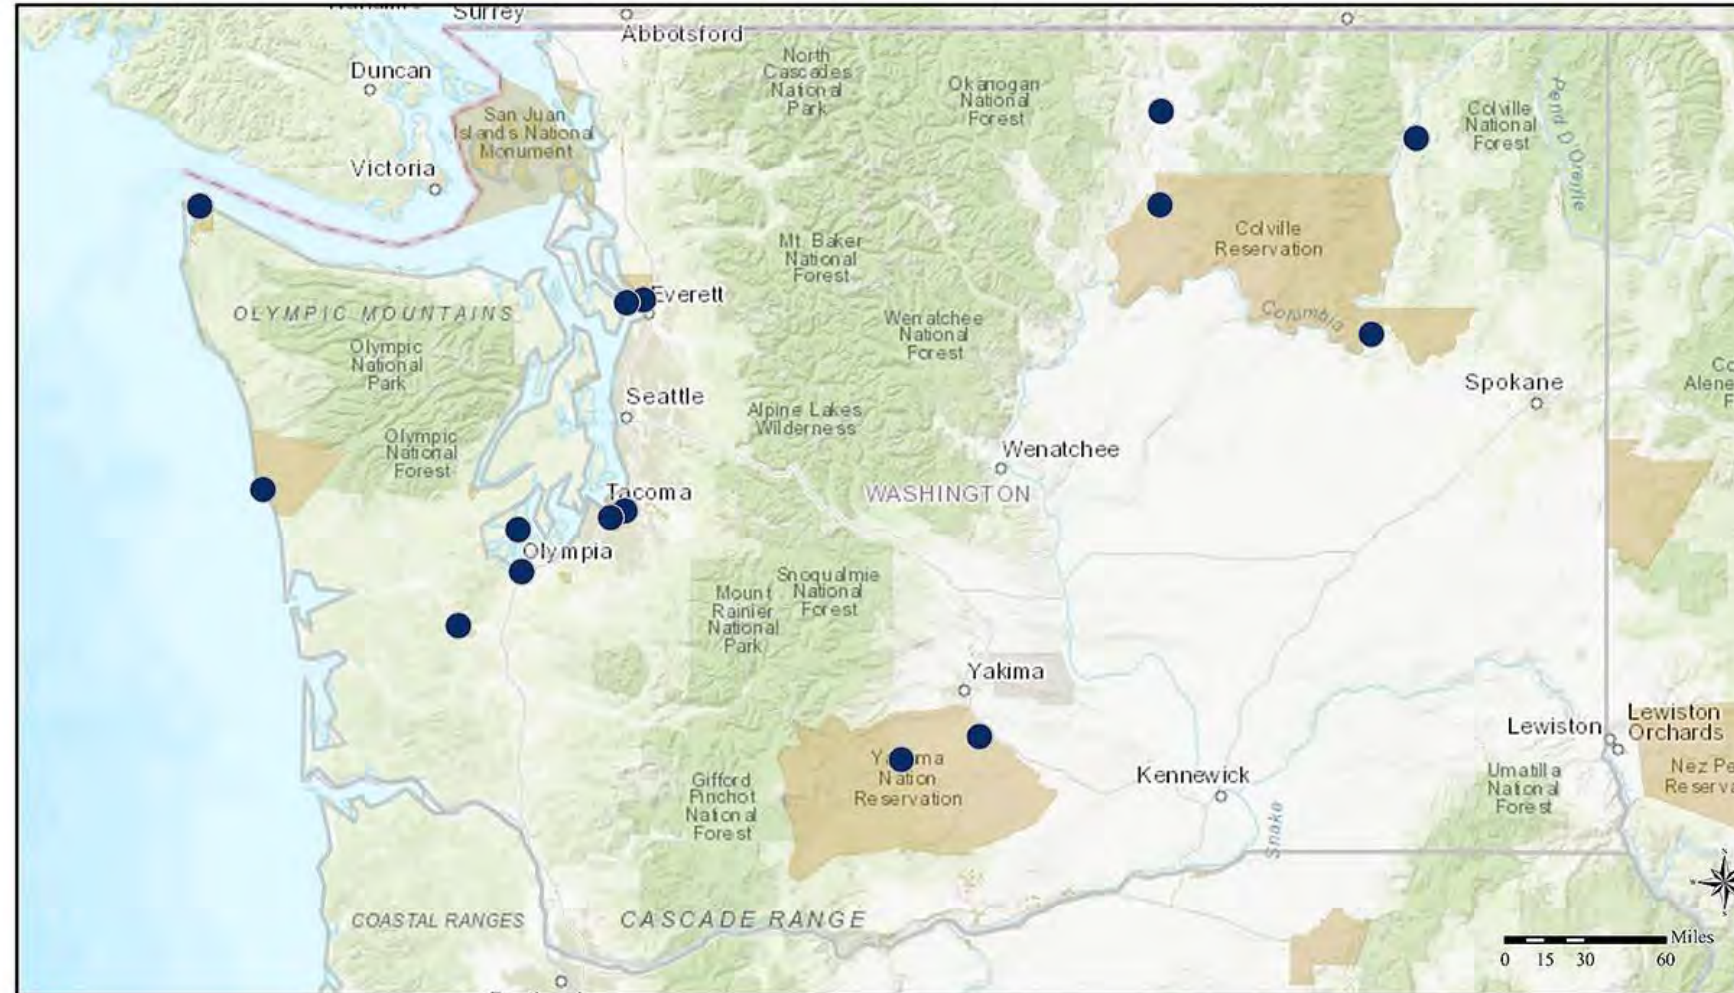 Surrey
Abbotsford
Duncan
North
Cascades
National
Park
Okanogan
National
Forest
Colville
National
Forest
Pend
Oreille
San Juan
Islands National
Monument
Victoria
Colville
Reservation
Mt. Baker
National
Forest
Everett
OLYMPIC MOUNTAINS
Columbia
Wenatchee
National
Forest
Olympic
National
Park
Spokane
Seattle
Alpine Lakes
Wilderness
Olympic
National
Forest
Wenatchee
Tacoma
WASHINGTON
Olympia
Snoqualmie
National
Forest
Mount
Rainier
National
Park
Yakima
Lewiston
Lewiston
Orchards
Nation
Reservation
Kennewick
Umatilla
National
Forest
Gifford
Pinchot
National
Forest
Snake
COASTAL RANGES
CASCADE RANGE
Miles
0 15 30 60